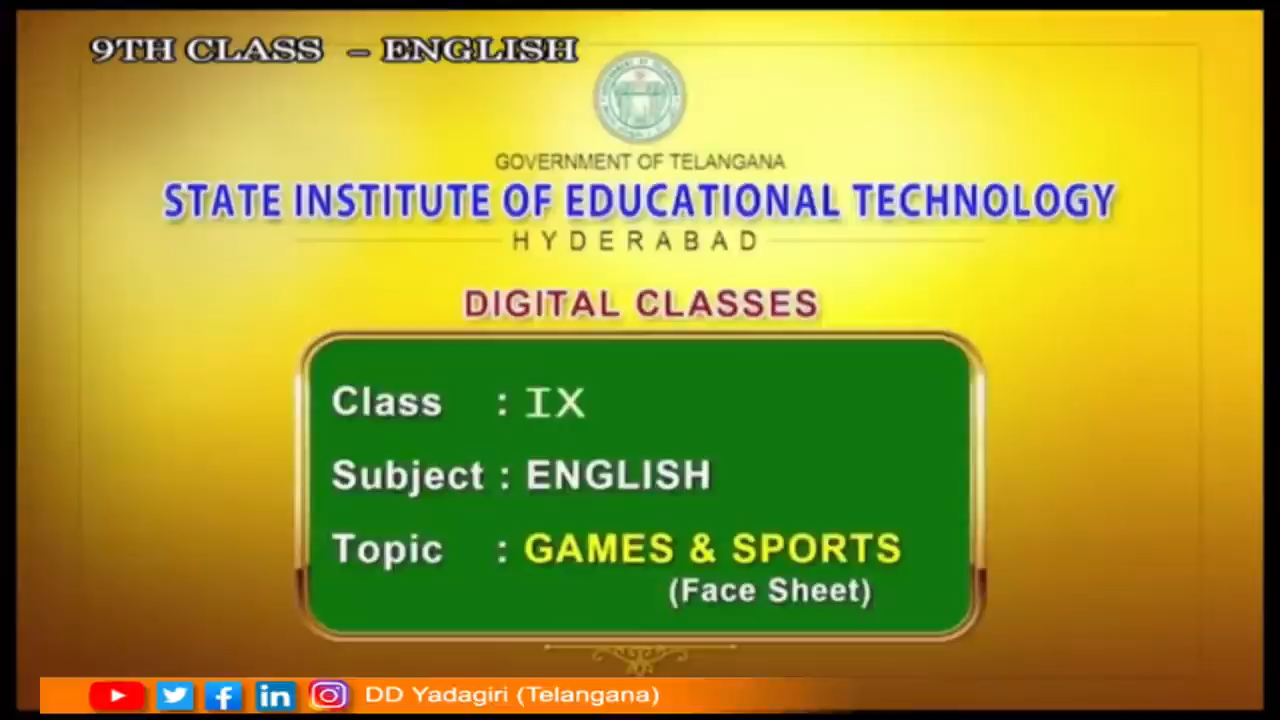 9TH CLASS – ENGLISH
GOVERNMENT OF TELANGANA
STATE INSTITUTE OF EDUCATIONAL TECHNOLOGY
HYDERABAD
DIGITAL CLASSES
Class : IX
Subject : ENGLISH
Topic : GAMES & SPORTS
(Face Sheet)
DD Yadagiri (Telangana)